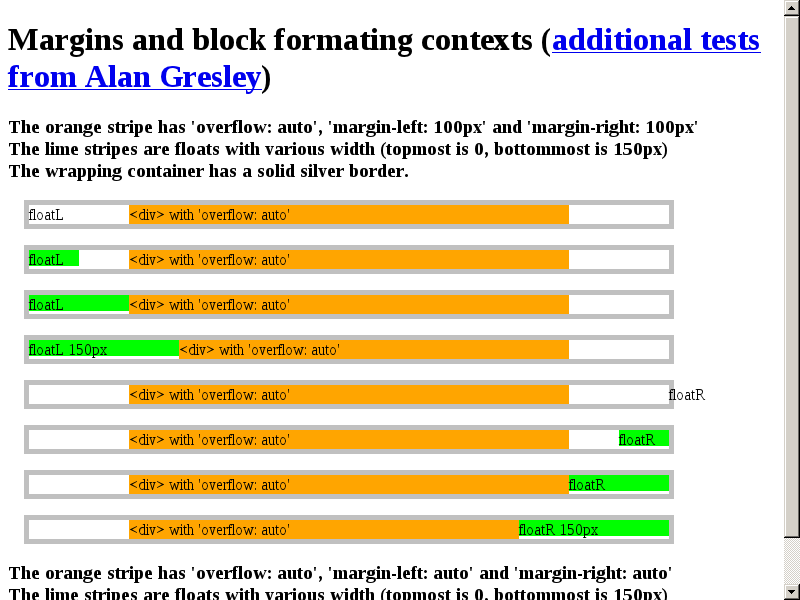 Margins and block formating contexts (additional tests
from Alan Gresley)
The orange stripe has 'overflow: auto', 'margin-left: 100px' and 'margin-right: 100px'
The lime stripes are floats with various width (topmost is 0, bottommost is 150px)
The wrapping container has a solid silver border.
floatL <div> with 'overflow: auto'
floatL <div> with 'overflow: auto'
floatL <div> with 'overflow: auto'
floatL 150px <div> with 'overflow: auto'
<div> with 'overflow: auto' floatR
<div> with 'overflow: auto' floatR
<div> with 'overflow: auto' floatR
<div> with 'overflow: auto' floatR 150px
The orange stripe has 'overflow: auto', 'margin-left: auto' and 'margin-right: auto'
The lime stripes are floats with various width (topmost is 0, bottommost is 150px)